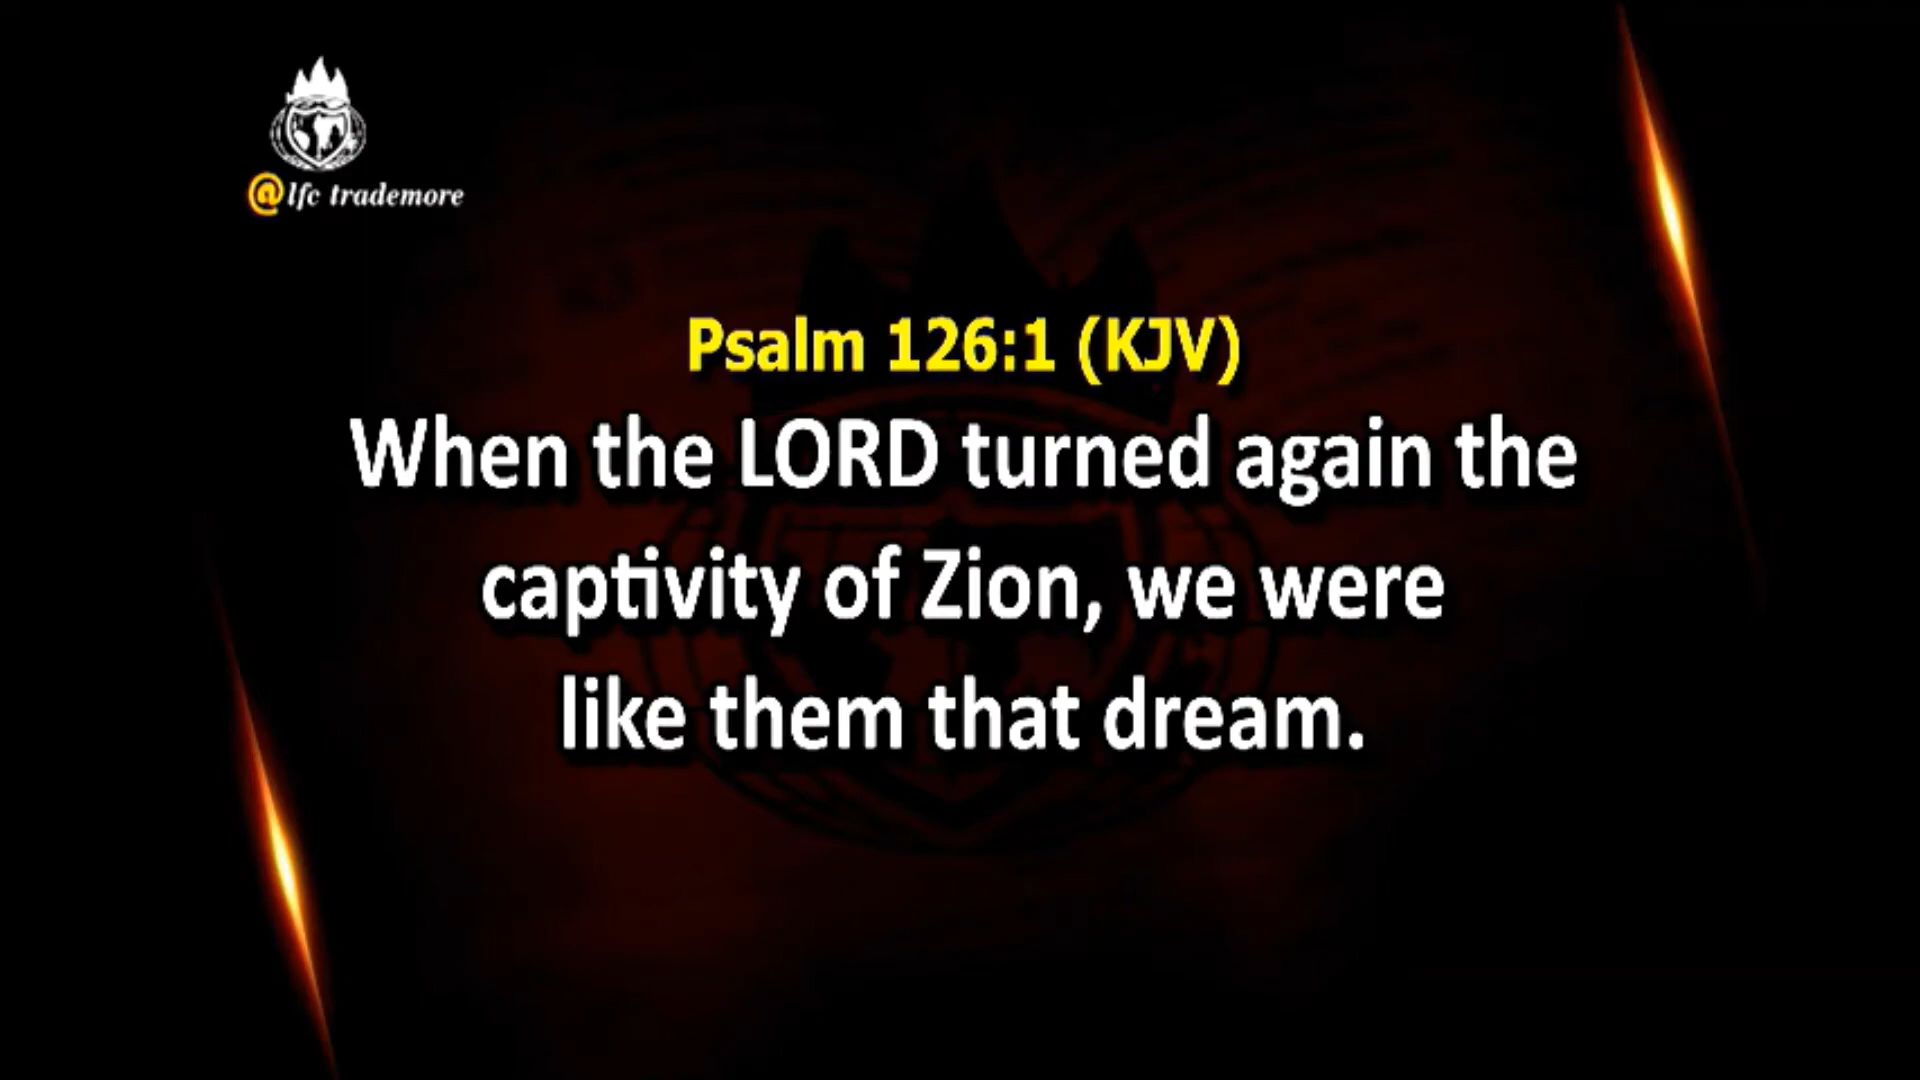 @lfc trademore
Psalm 126:1 (KJV)
When the LORD turned again the
captivity of Zion, we were
like them that dream.